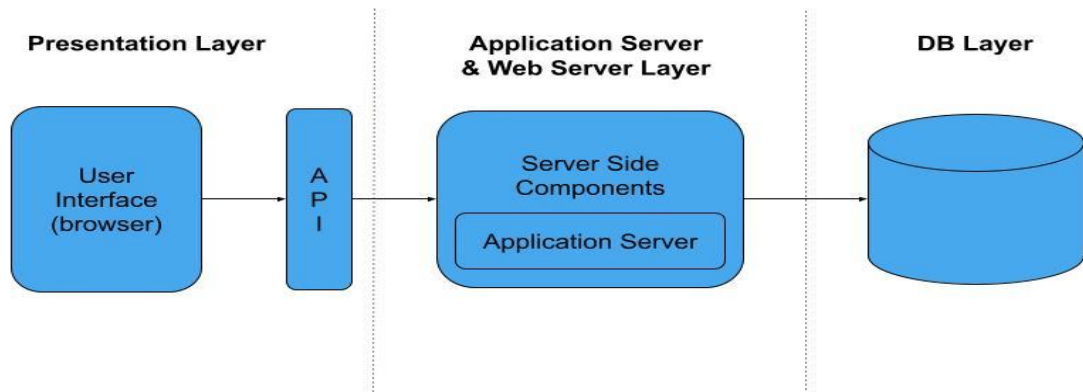 Presentation Layer
Application Server
& Web Server Layer
DB Layer
User
Interface
(browser)
A
P
I
Server Side
Components
Application Server